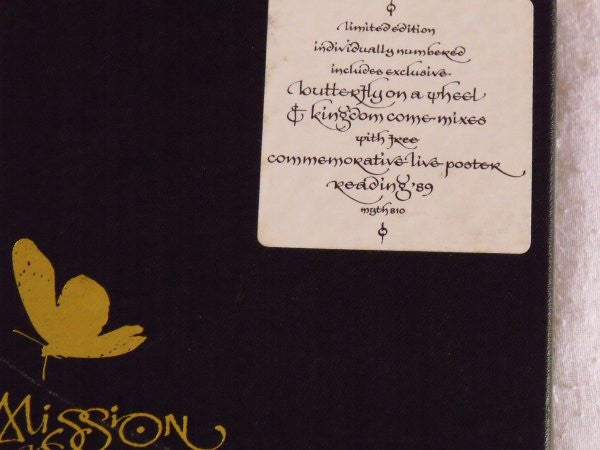 limited edition
individually numbered
includes exclusive
butterfly on a wheel
& kingdom come mixes
with free
commemorative live poster
reading '89
myth 810
Mission